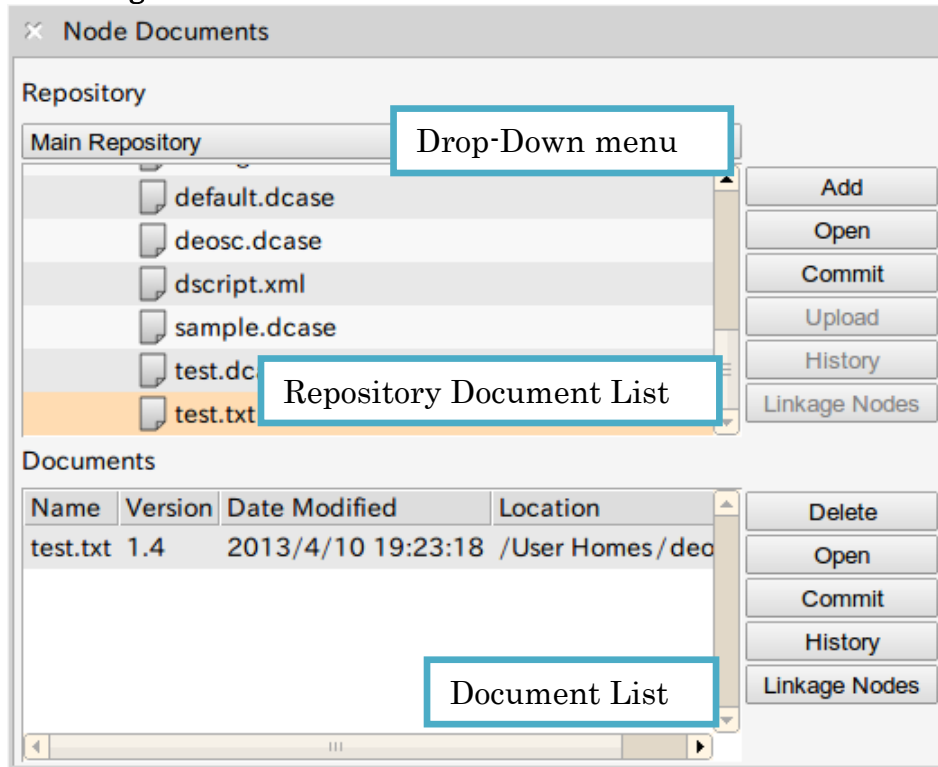 Node Documents
Repository
Main Repository
Drop-Down menu
default.dcase
deosc.dcase
dscript.xml
sample.dcase
test.dc
test.txt
Repository Document List
Add
Open
Commit
Upload
History
Linkage Nodes
Documents
Name Version Date Modified Location
test.txt 1.4 2013/4/10 19:23:18 /User Homes/deo
Document List
Delete
Open
Commit
History
Linkage Nodes